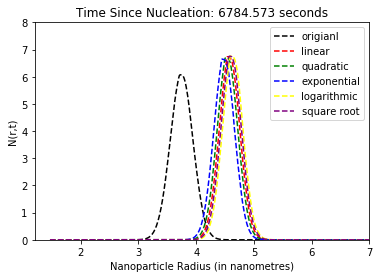 Time Since Nucleation: 6784.573 seconds
8
7
6
5
4
3
2
1
0
N(r,t)
origianl
linear
quadratic
exponential
logarithmic
square root
2
3
4
5
6
7
Nanoparticle Radius (in nanometres)